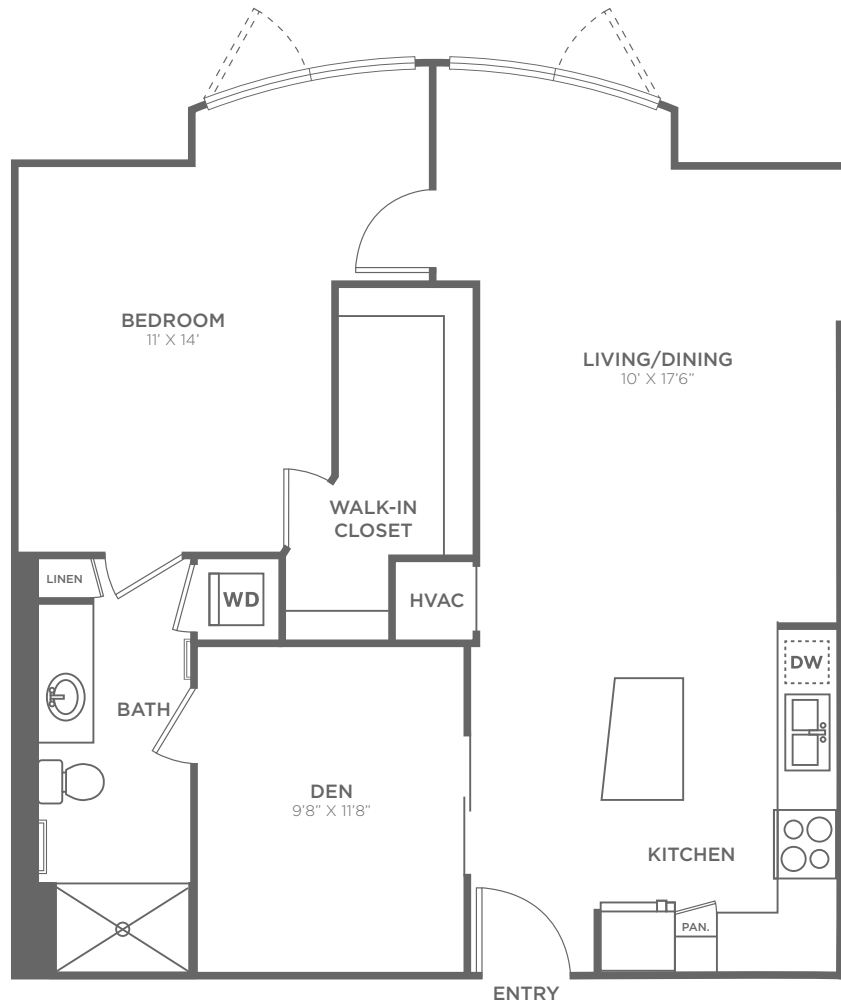 BEDROOM
11' X 14'
LIVING/DINING
10' X 17'6"
WALK-IN
CLOSET
LINEN
WD
HVAC
DW
BATH
DEN
9'8" X 11'8"
KITCHEN
PAN.
ENTRY